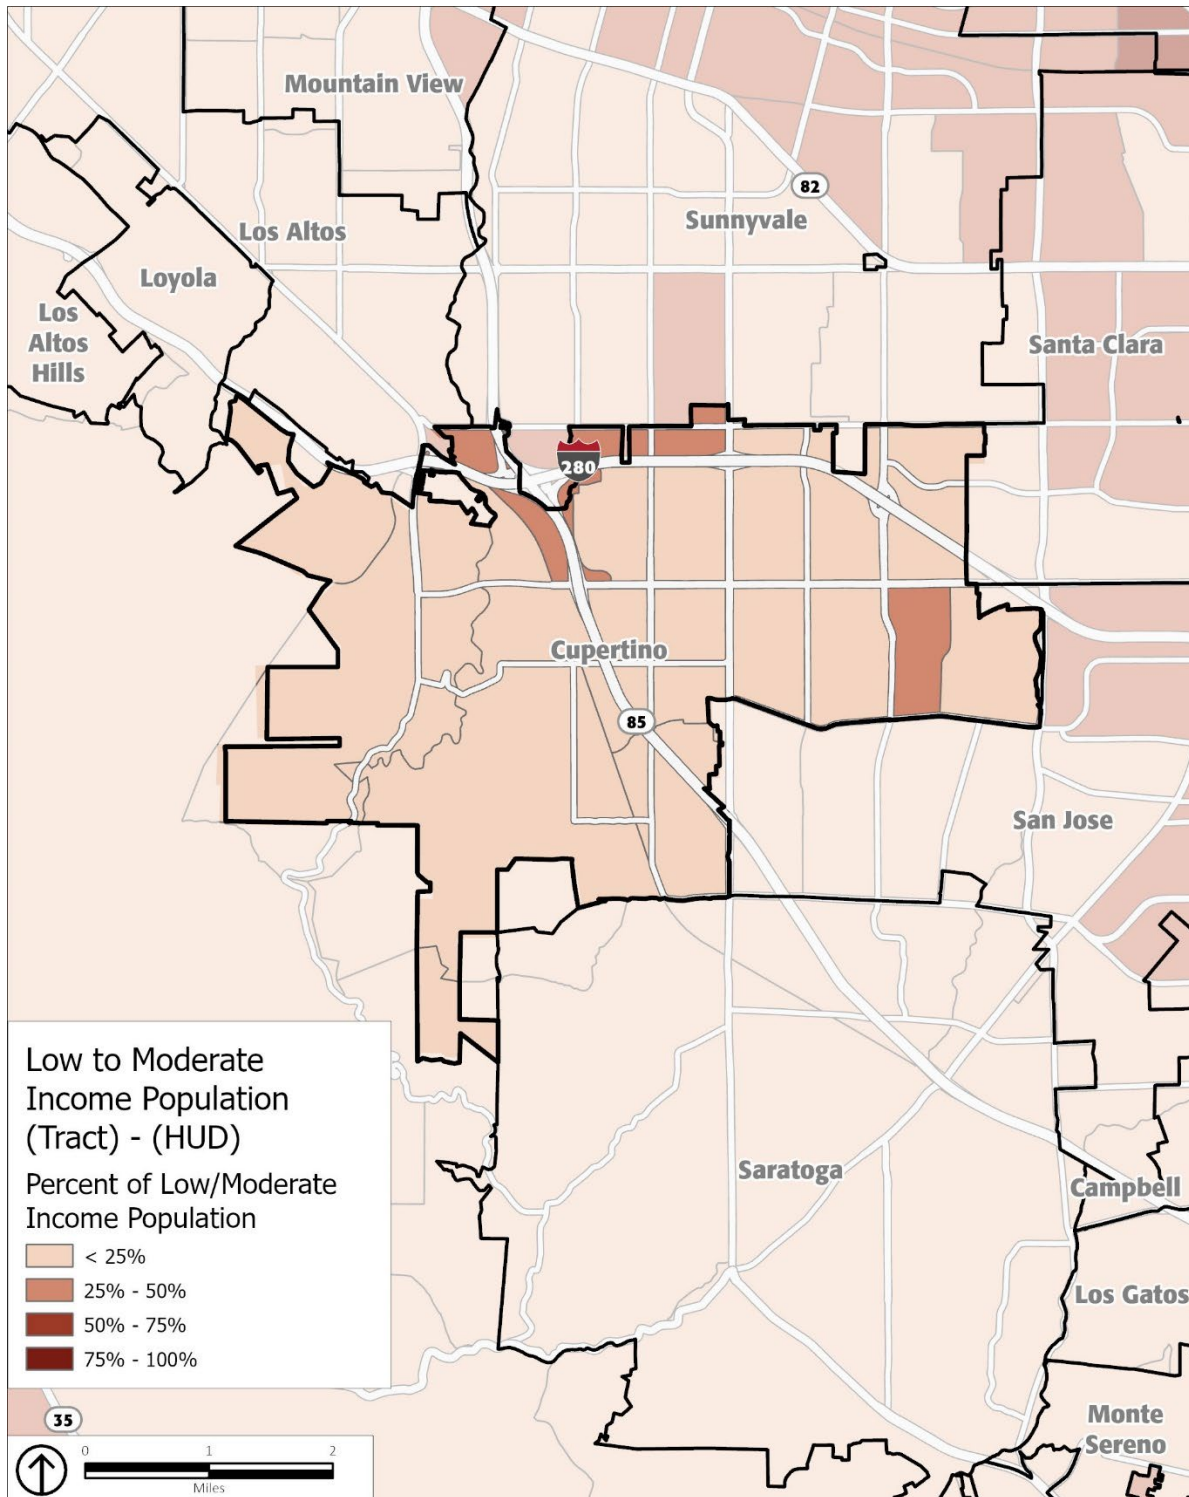 Mountain View
82
Sunnyvale
Los Altos
Loyola
Los
Altos
Hills
Santa Clara
280
Cupertino
85
San Jose
Low to Moderate
Income Population
(Tract) - (HUD)
Percent of Low/Moderate
Income Population
< 25%
25% - 50%
50% - 75%
75% - 100%
Saratoga
Campbell
Los Gatos
Monte
Sereno
35
0 1 2
Miles